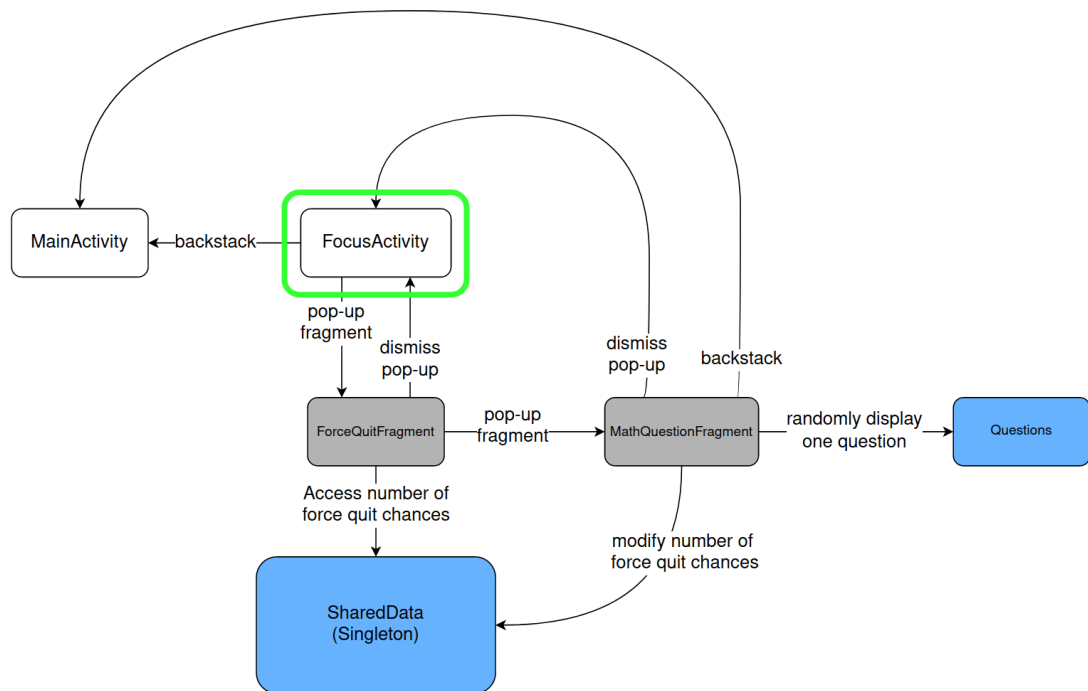 MainActivity
backstack
FocusActivity
pop-up
fragment
dismiss
pop-up
dismiss
pop-up
backstack
ForceQuitFragment
pop-up
fragment
MathQuestionFragment
randomly display
one question
Questions
Access number of
force quit chances
modify number of
force quit chances
SharedData
(Singleton)